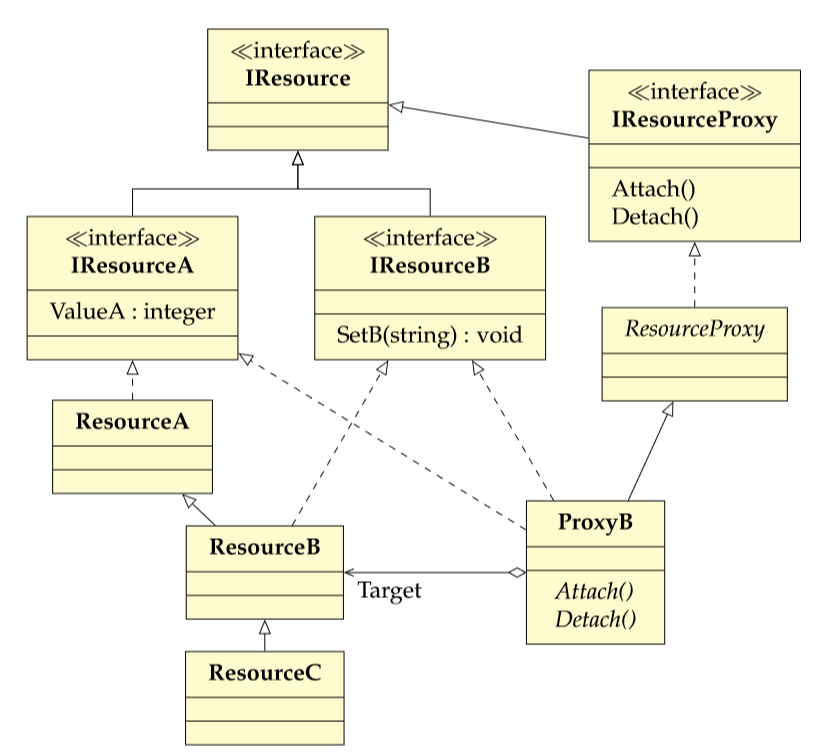 ≪interface≫
IResource
≪interface≫
IResourceProxy
Attach()
Detach()
≪interface≫
IResourceA
ValueA : integer
≪interface≫
IResourceB
SetB(string) : void
ResourceProxy
ResourceA
ProxyB
Attach()
Detach()
ResourceB
Target
ResourceC